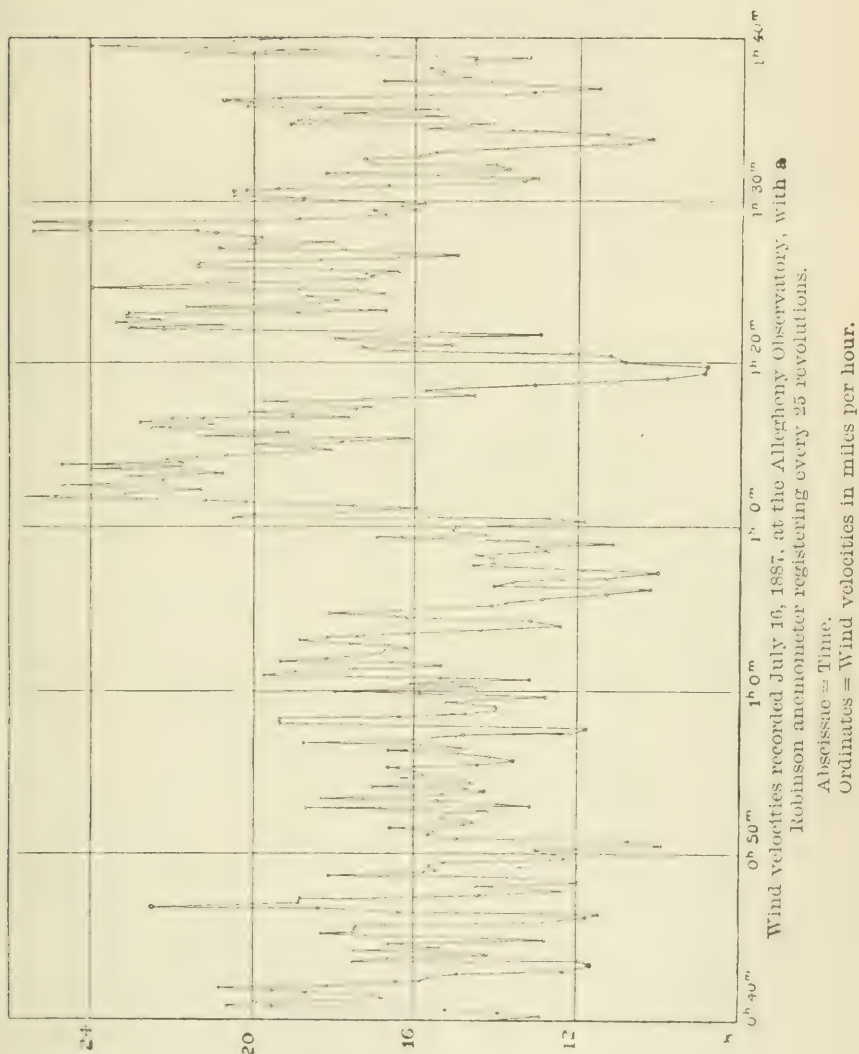 24
20
16
12
0ʰ 40ᵐ
0ʰ 50ᵐ
1ʰ 0ᵐ
1ʰ 0ᵐ
1ʰ 20ᵐ
1ʰ 30ᵐ
1ʰ 40ᵐ
Wind velocities recorded July 16, 1887, at the Allegheny Observatory, with a
Robinson anemometer registering every 25 revolutions.
Abscissae = Time.
Ordinates = Wind velocities in miles per hour.